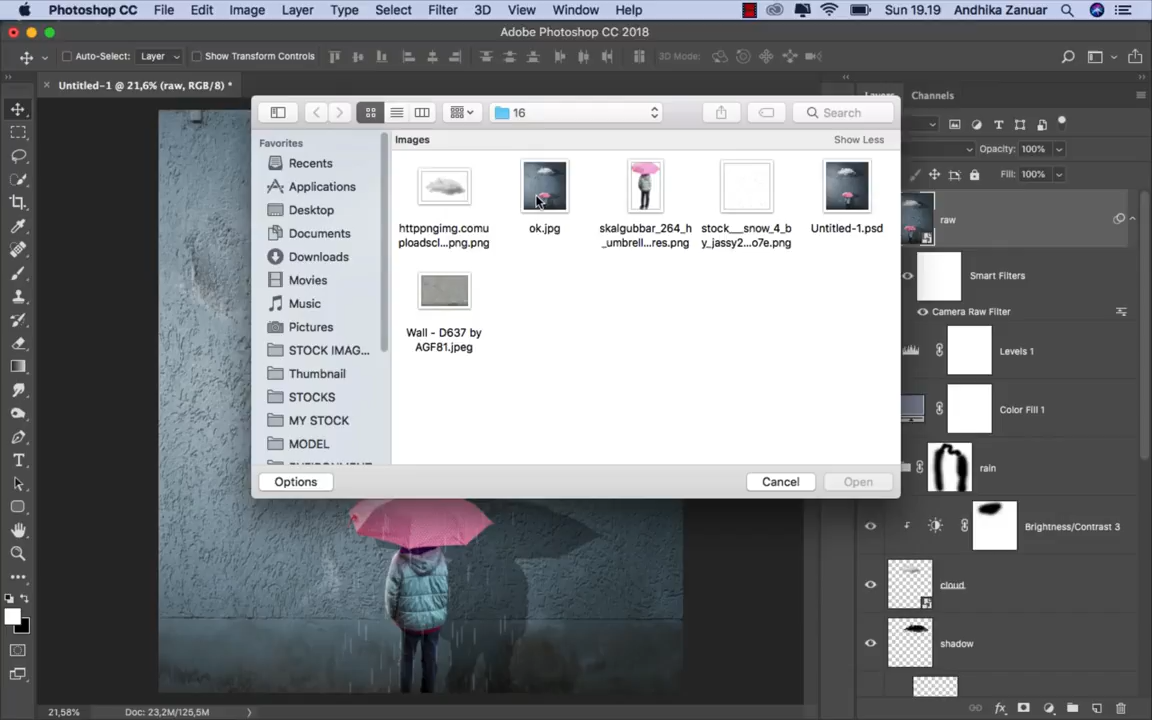 Photoshop CC File Edit Image Layer Type Select Filter 3D View Window Help Sun 19.19 Andhika Zanuar
Adobe Photoshop CC 2018
Auto-Select: Layer Show Transform Controls 3D Mode:
Untitled-1 @ 21,6% (raw, RGB/8) *
Channels
16
Search
Favorites
Recents
Applications
Desktop
Documents
Downloads
Movies
Music
Pictures
STOCK IMAG...
Thumbnail
STOCKS
MY STOCK
MODEL
Images
Show Less
httppngimg.comu
ploadscl...png.png
ok.jpg
skalgubbar_264_h
_umbrell...res.png
stock__snow_4_b
y_jassy2...o7e.png
Untitled-1.psd
Wall - D637 by
AGF81.jpeg
Options
Cancel
Open
Opacity: 100%
Fill: 100%
raw
Smart Filters
Camera Raw Filter
Levels 1
Color Fill 1
rain
Brightness/Contrast 3
cloud
shadow
21,58% Doc: 23,2M/125,5M